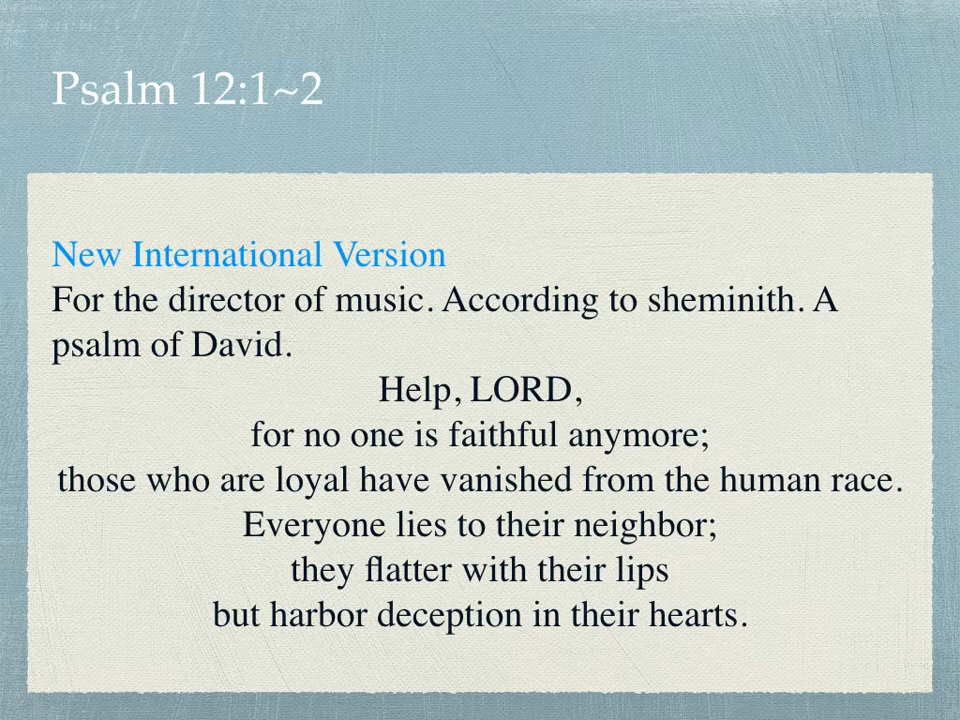 Psalm 12:1~2
New International Version
For the director of music. According to sheminith. A
psalm of David.
Help, LORD,
for no one is faithful anymore;
those who are loyal have vanished from the human race.
Everyone lies to their neighbor;
they flatter with their lips
but harbor deception in their hearts.